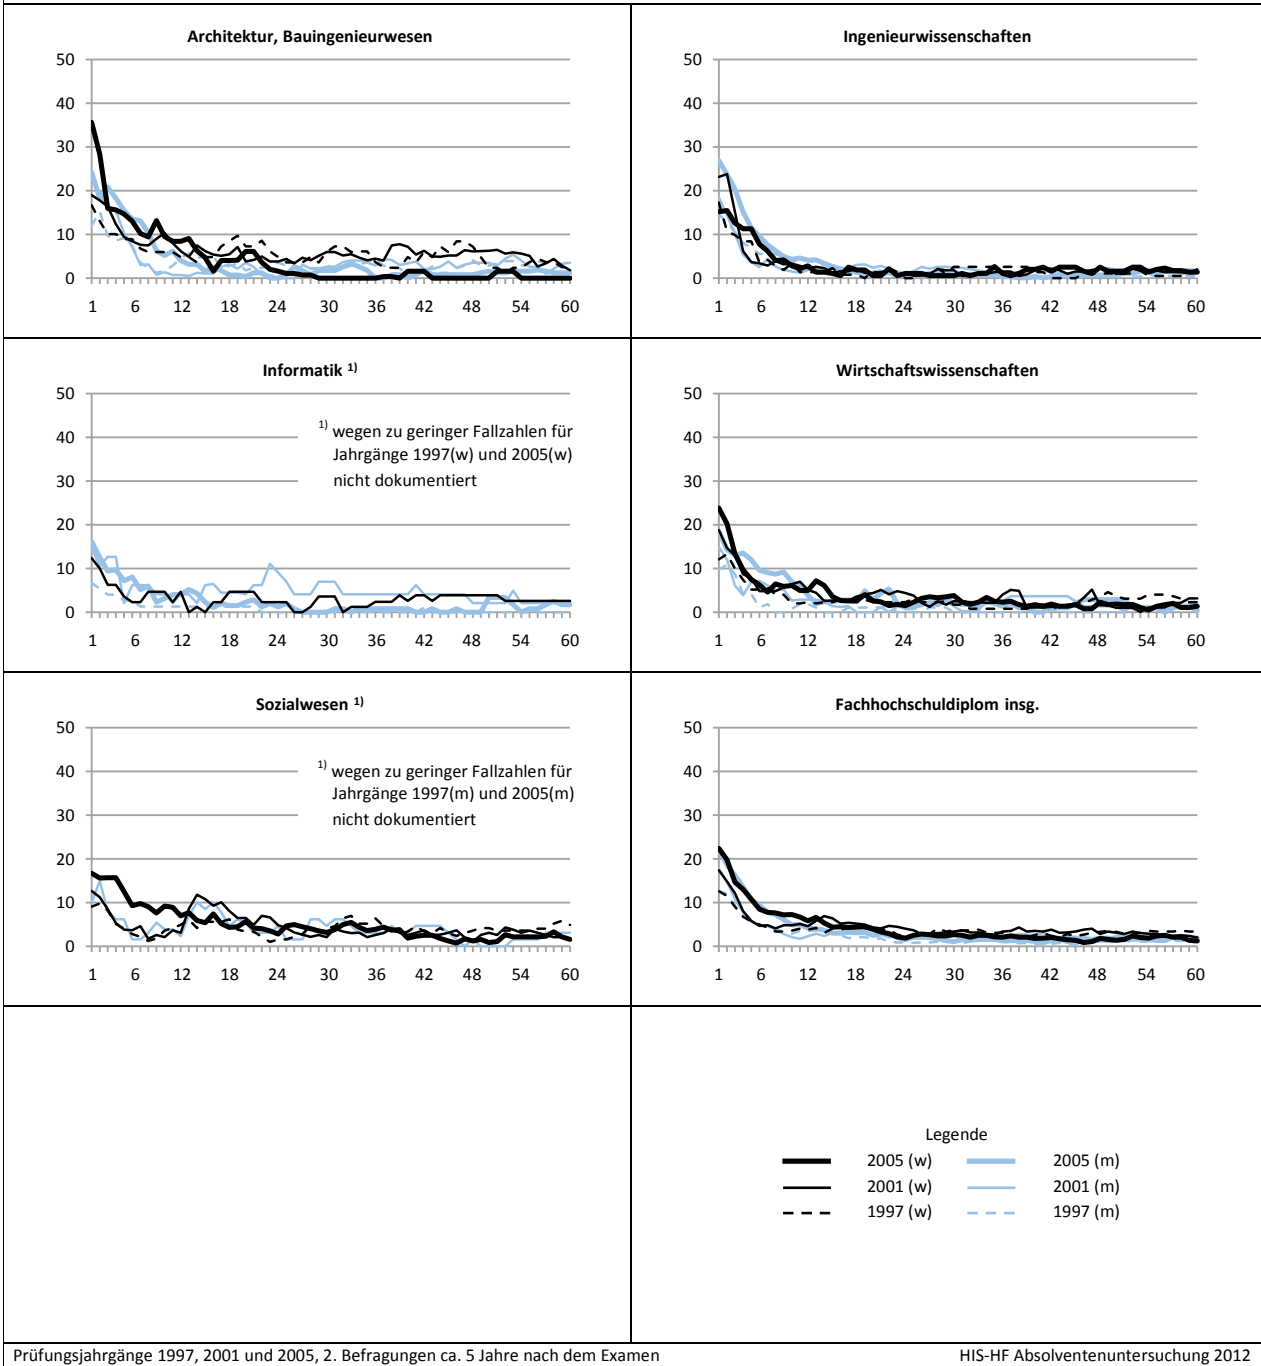 Architektur, Bauingenieurwesen
50
40
30
20
10
0
1 6 12 18 24 30 36 42 48 54 60
Ingenieurwissenschaften
50
40
30
20
10
0
1 6 12 18 24 30 36 42 48 54 60
Informatik 1)
50
40
30
20
10
0
1) wegen zu geringer Fallzahlen für
Jahrgänge 1997(w) und 2005(w)
nicht dokumentiert
1 6 12 18 24 30 36 42 48 54 60
Wirtschaftswissenschaften
50
40
30
20
10
0
1 6 12 18 24 30 36 42 48 54 60
Sozialwesen 1)
50
40
30
20
10
0
1) wegen zu geringer Fallzahlen für
Jahrgänge 1997(m) und 2005(m)
nicht dokumentiert
1 6 12 18 24 30 36 42 48 54 60
Fachhochschuldiplom insg.
50
40
30
20
10
0
1 6 12 18 24 30 36 42 48 54 60
Legende
2005 (w) 2005 (m)
2001 (w) 2001 (m)
1997 (w) 1997 (m)
Prüfungsjahrgänge 1997, 2001 und 2005, 2. Befragungen ca. 5 Jahre nach dem Examen HIS-HF Absolventenuntersuchung 2012